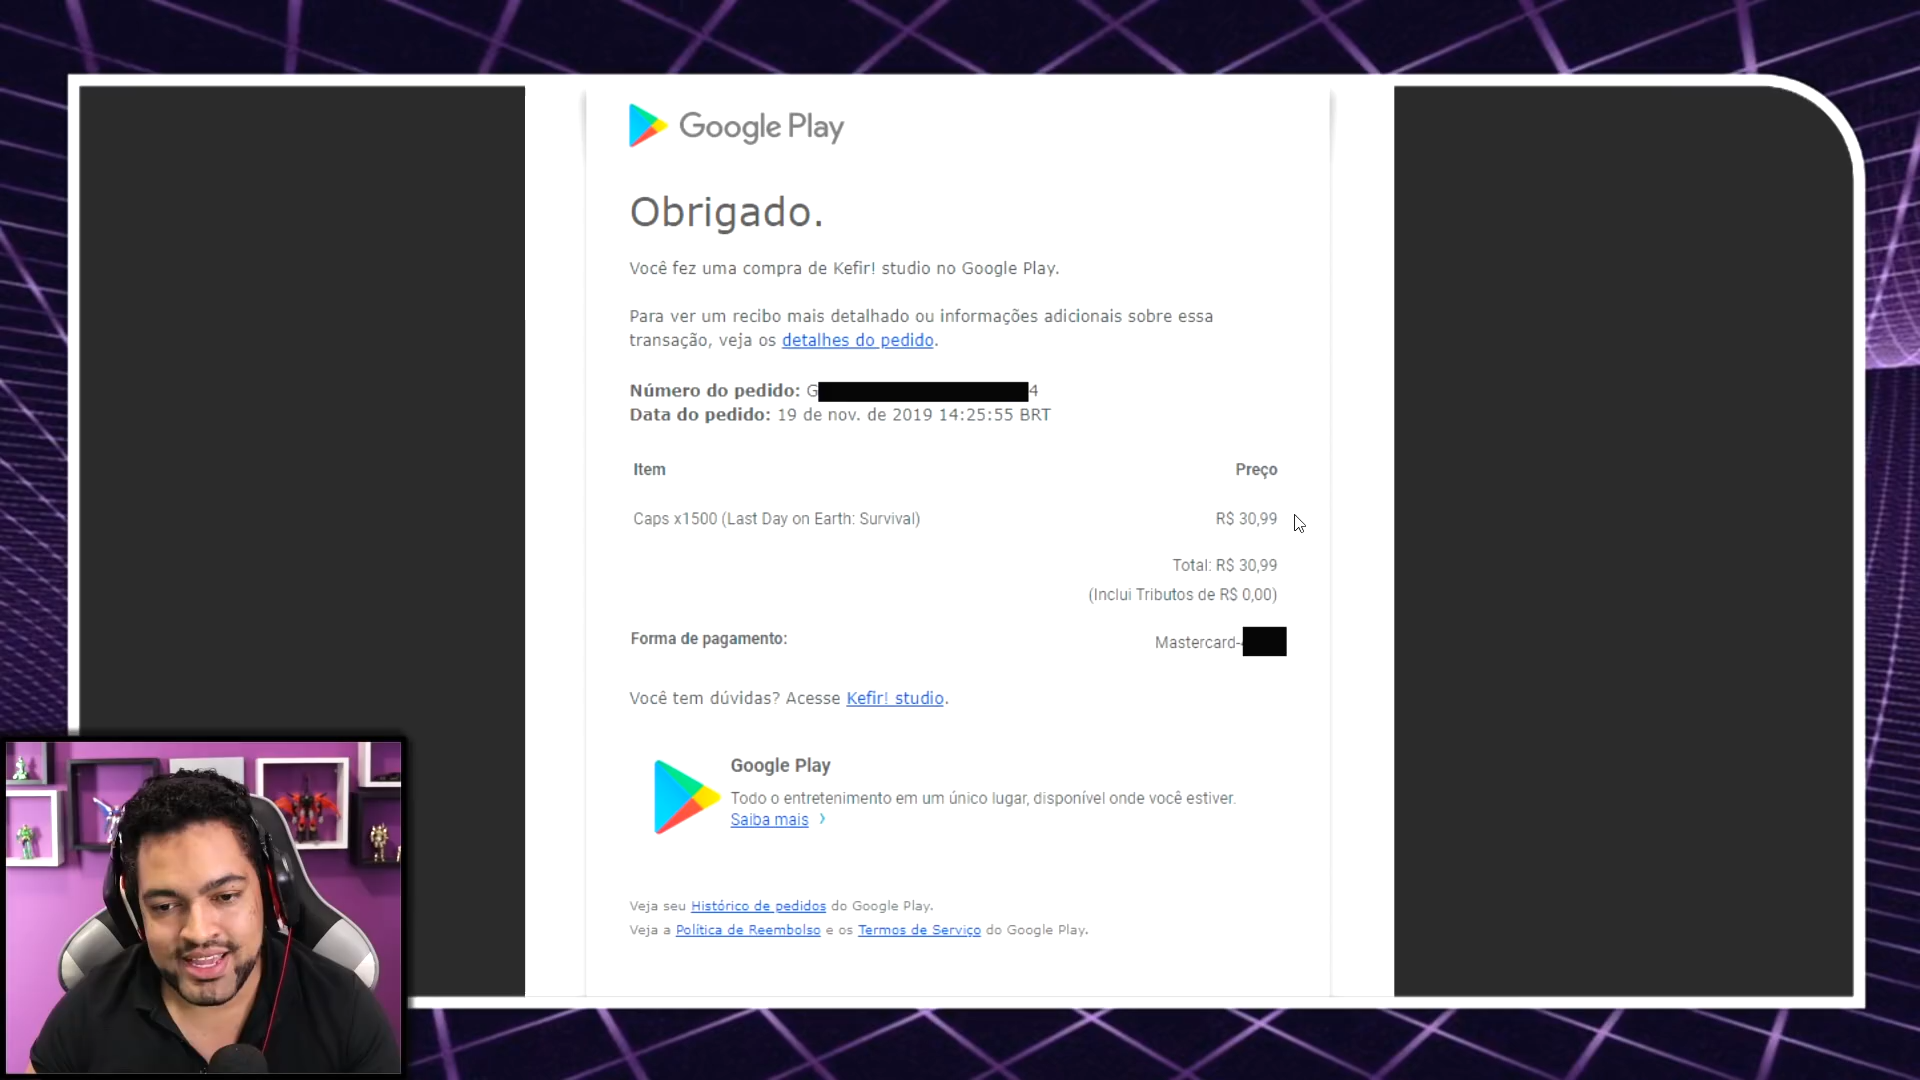 Google Play
Obrigado.
Você fez uma compra de Kefir! studio no Google Play.
Para ver um recibo mais detalhado ou informações adicionais sobre essa
transação, veja os detalhes do pedido.
Número do pedido: G 4
Data do pedido: 19 de nov. de 2019 14:25:55 BRT
Item Preço
Caps x1500 (Last Day on Earth: Survival) R$ 30,99
Total: R$ 30,99
(Inclui Tributos de R$ 0,00)
Forma de pagamento: Mastercard-
Você tem dúvidas? Acesse Kefir! studio.
Google Play
Todo o entretenimento em um único lugar, disponível onde você estiver.
Saiba mais ›
Veja seu Histórico de pedidos do Google Play.
Veja a Política de Reembolso e os Termos de Serviço do Google Play.